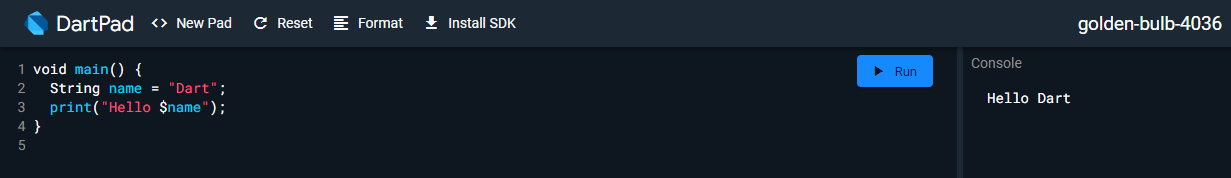 DartPad <> New Pad Reset Format Install SDK golden-bulb-4036
1 void main() {
2   String name = "Dart";
3   print("Hello $name");
4 }
5
Run
Console
Hello Dart